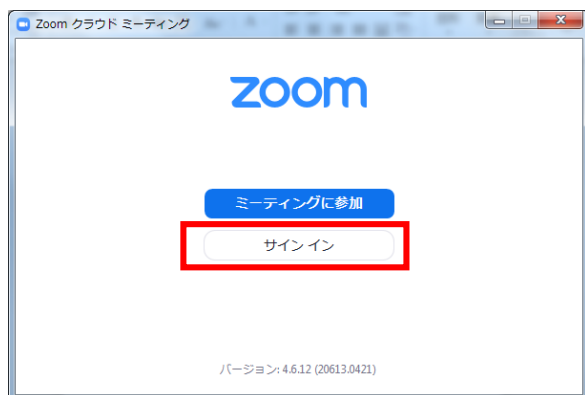 Zoom クラウド ミーティング
zoom
ミーティングに参加
サイン イン
バージョン: 4.6.12 (20613.0421)